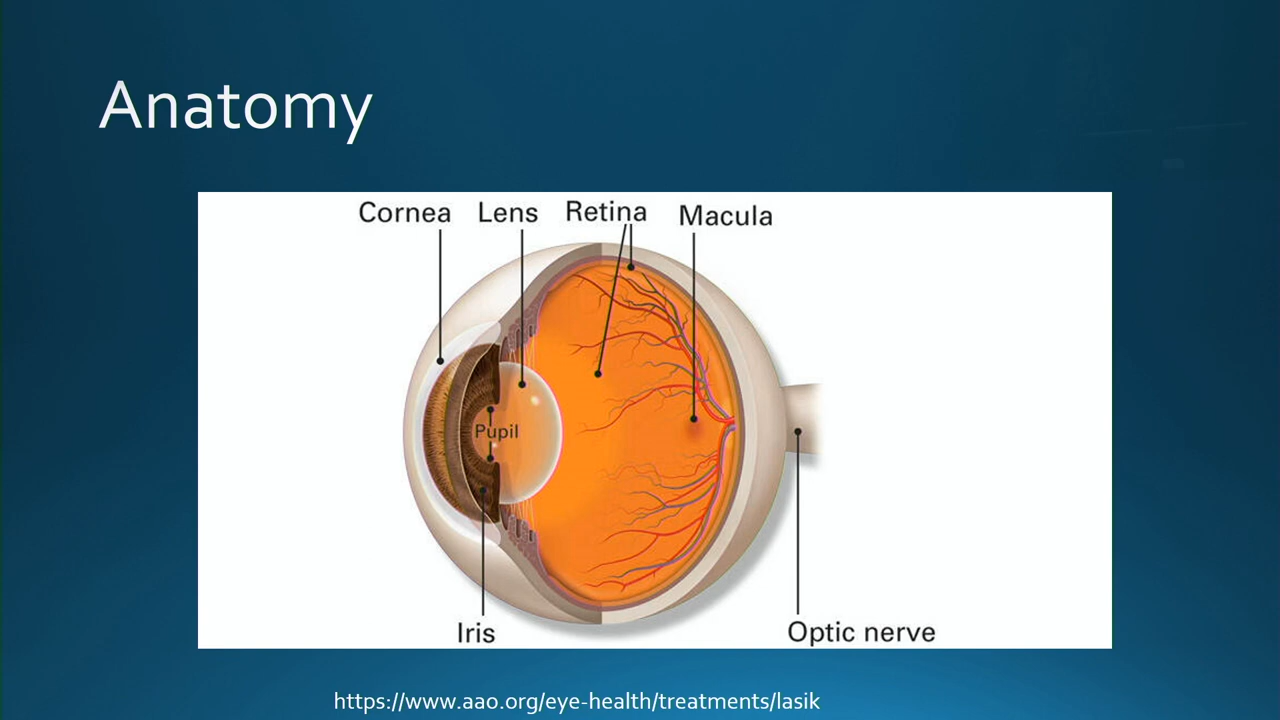 Anatomy
Cornea Lens Retina Macula
Pupil
Iris Optic nerve
https://www.aao.org/eye-health/treatments/lasik